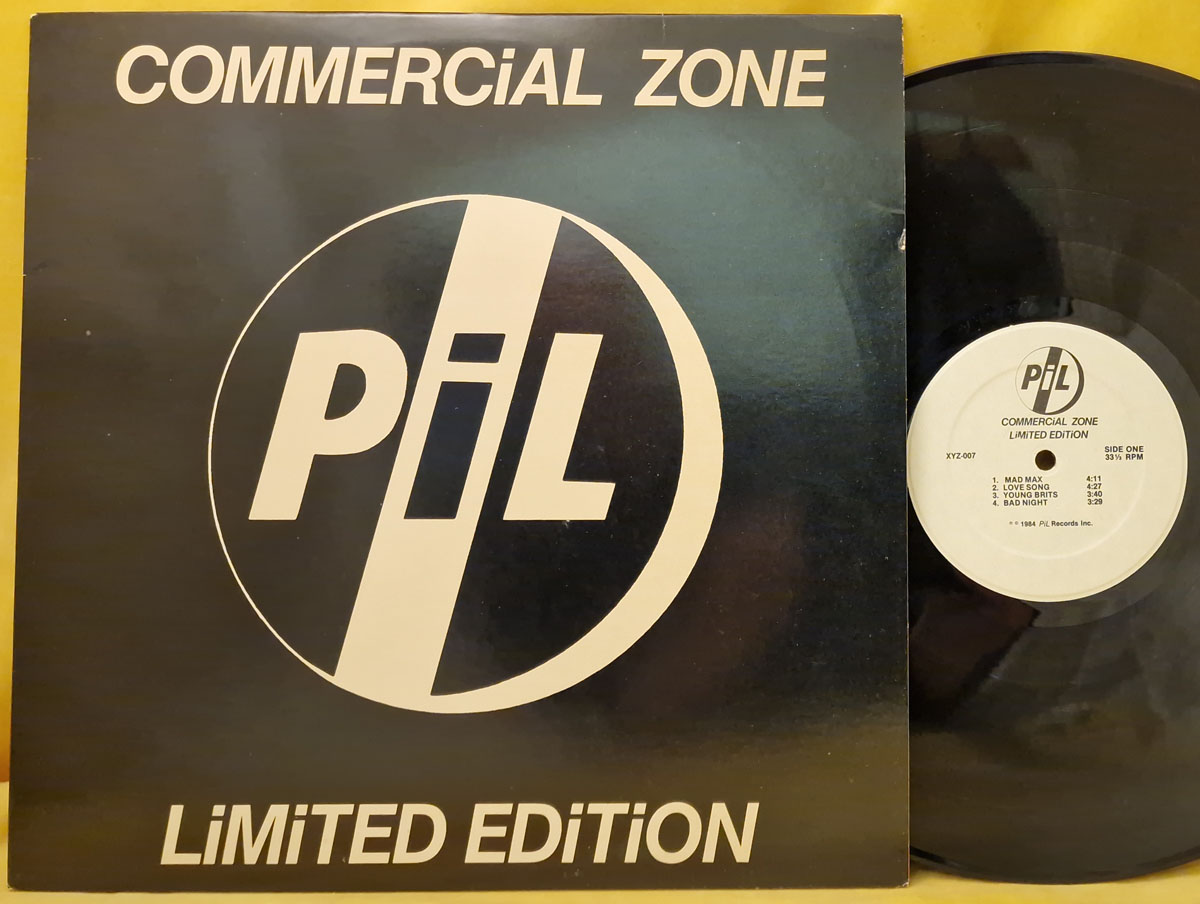 COMMERCiAL ZONE
PiL
LiMiTED EDiTiON
PiL
COMMERCiAL ZONE
LiMiTED EDiTiON
XYZ-007
SIDE ONE
33⅓ RPM
1. MAD MAX 4:11
2. LOVE SONG 4:27
3. YOUNG BRITS 3:40
4. BAD NIGHT 3:29
1984 PiL Records Inc.